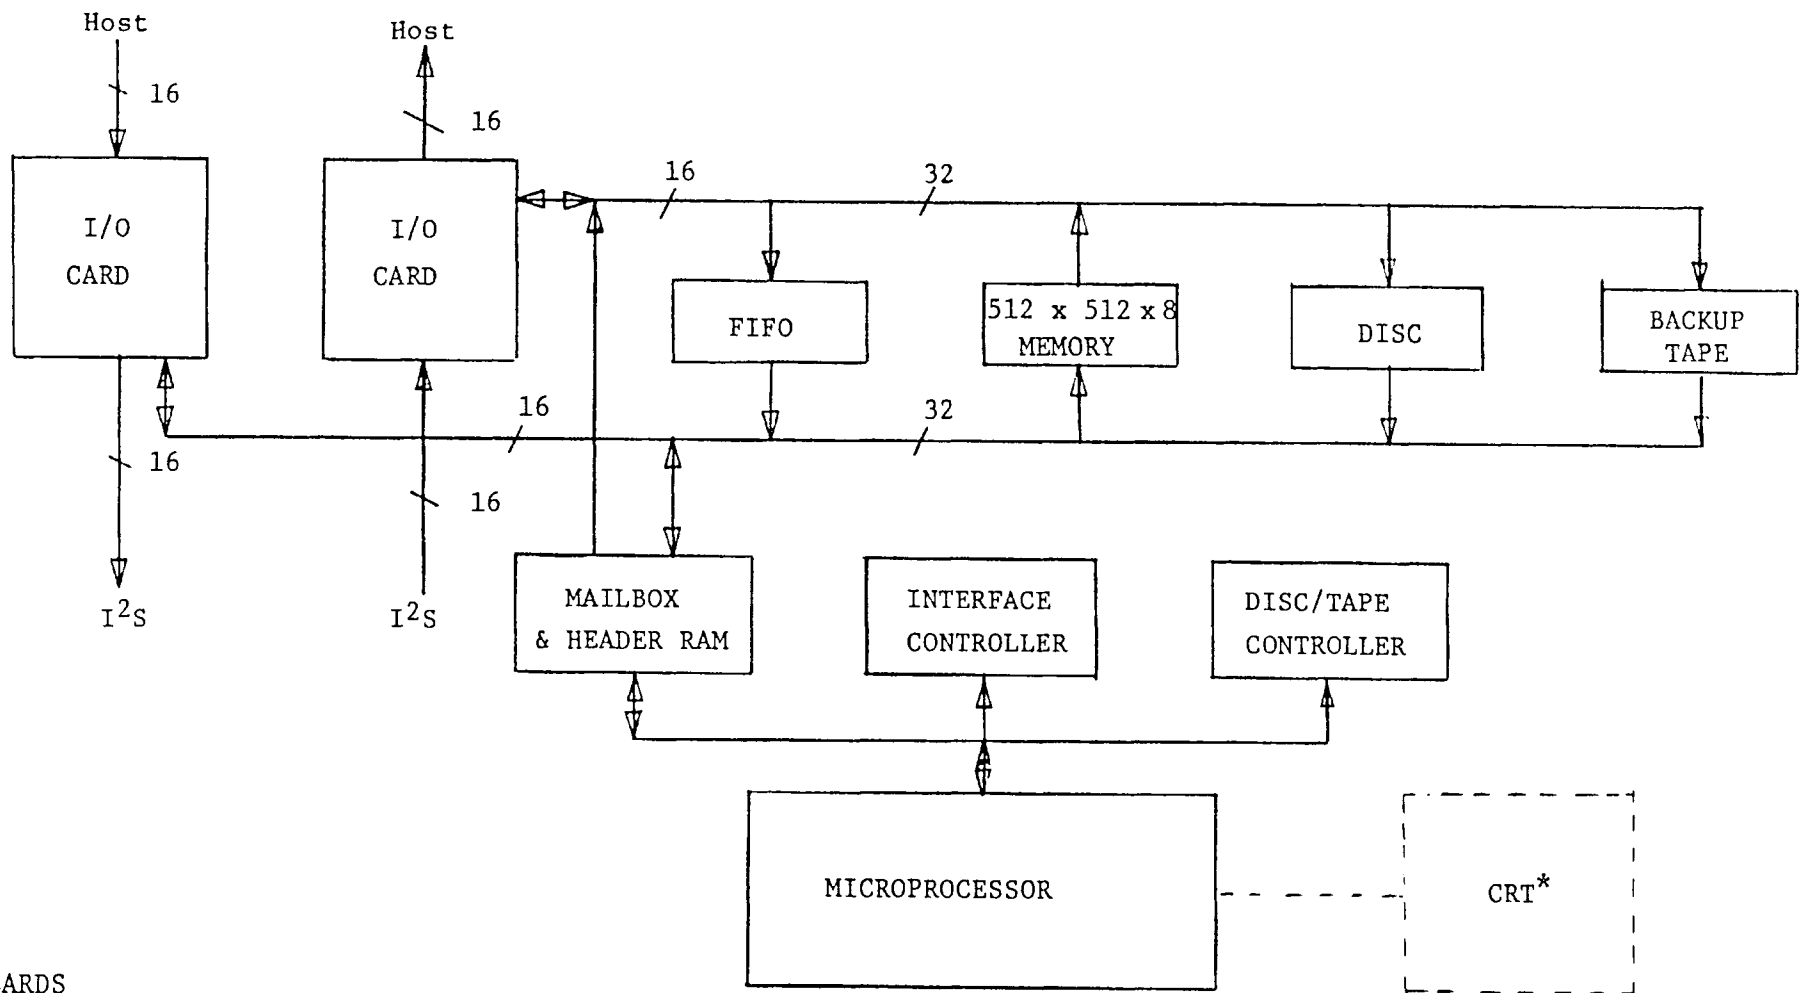 Host
Host
16
16
16
32
I/O
CARD
I/O
CARD
FIFO
512 x 512 x 8
MEMORY
DISC
BACKUP
TAPE
16
32
16
16
I²S
I²S
MAILBOX
& HEADER RAM
INTERFACE
CONTROLLER
DISC/TAPE
CONTROLLER
MICROPROCESSOR
CRT*
ARDS